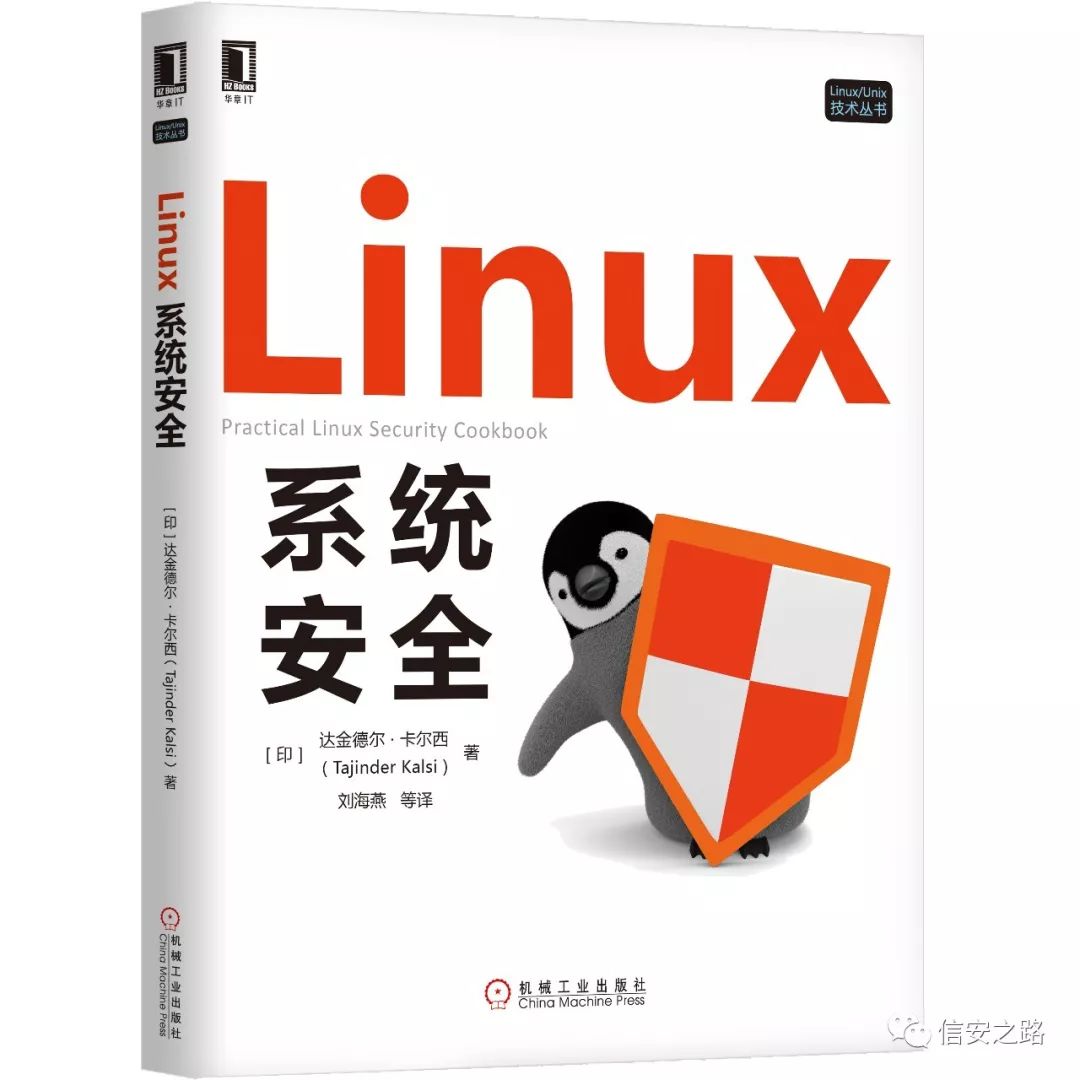 HZ BOOKS
华章IT
Linux/Unix
技术丛书
Linux
系统安全
[印]达金德尔·卡尔西(Tajinder Kalsi)著
机械工业出版社
China Machine Press
HZ BOOKS
华章IT
Linux/Unix
技术丛书
Linux
Practical Linux Security Cookbook
系统
安全
[印] 达金德尔·卡尔西 著
(Tajinder Kalsi)
刘海燕 等译
机械工业出版社
China Machine Press
信安之路